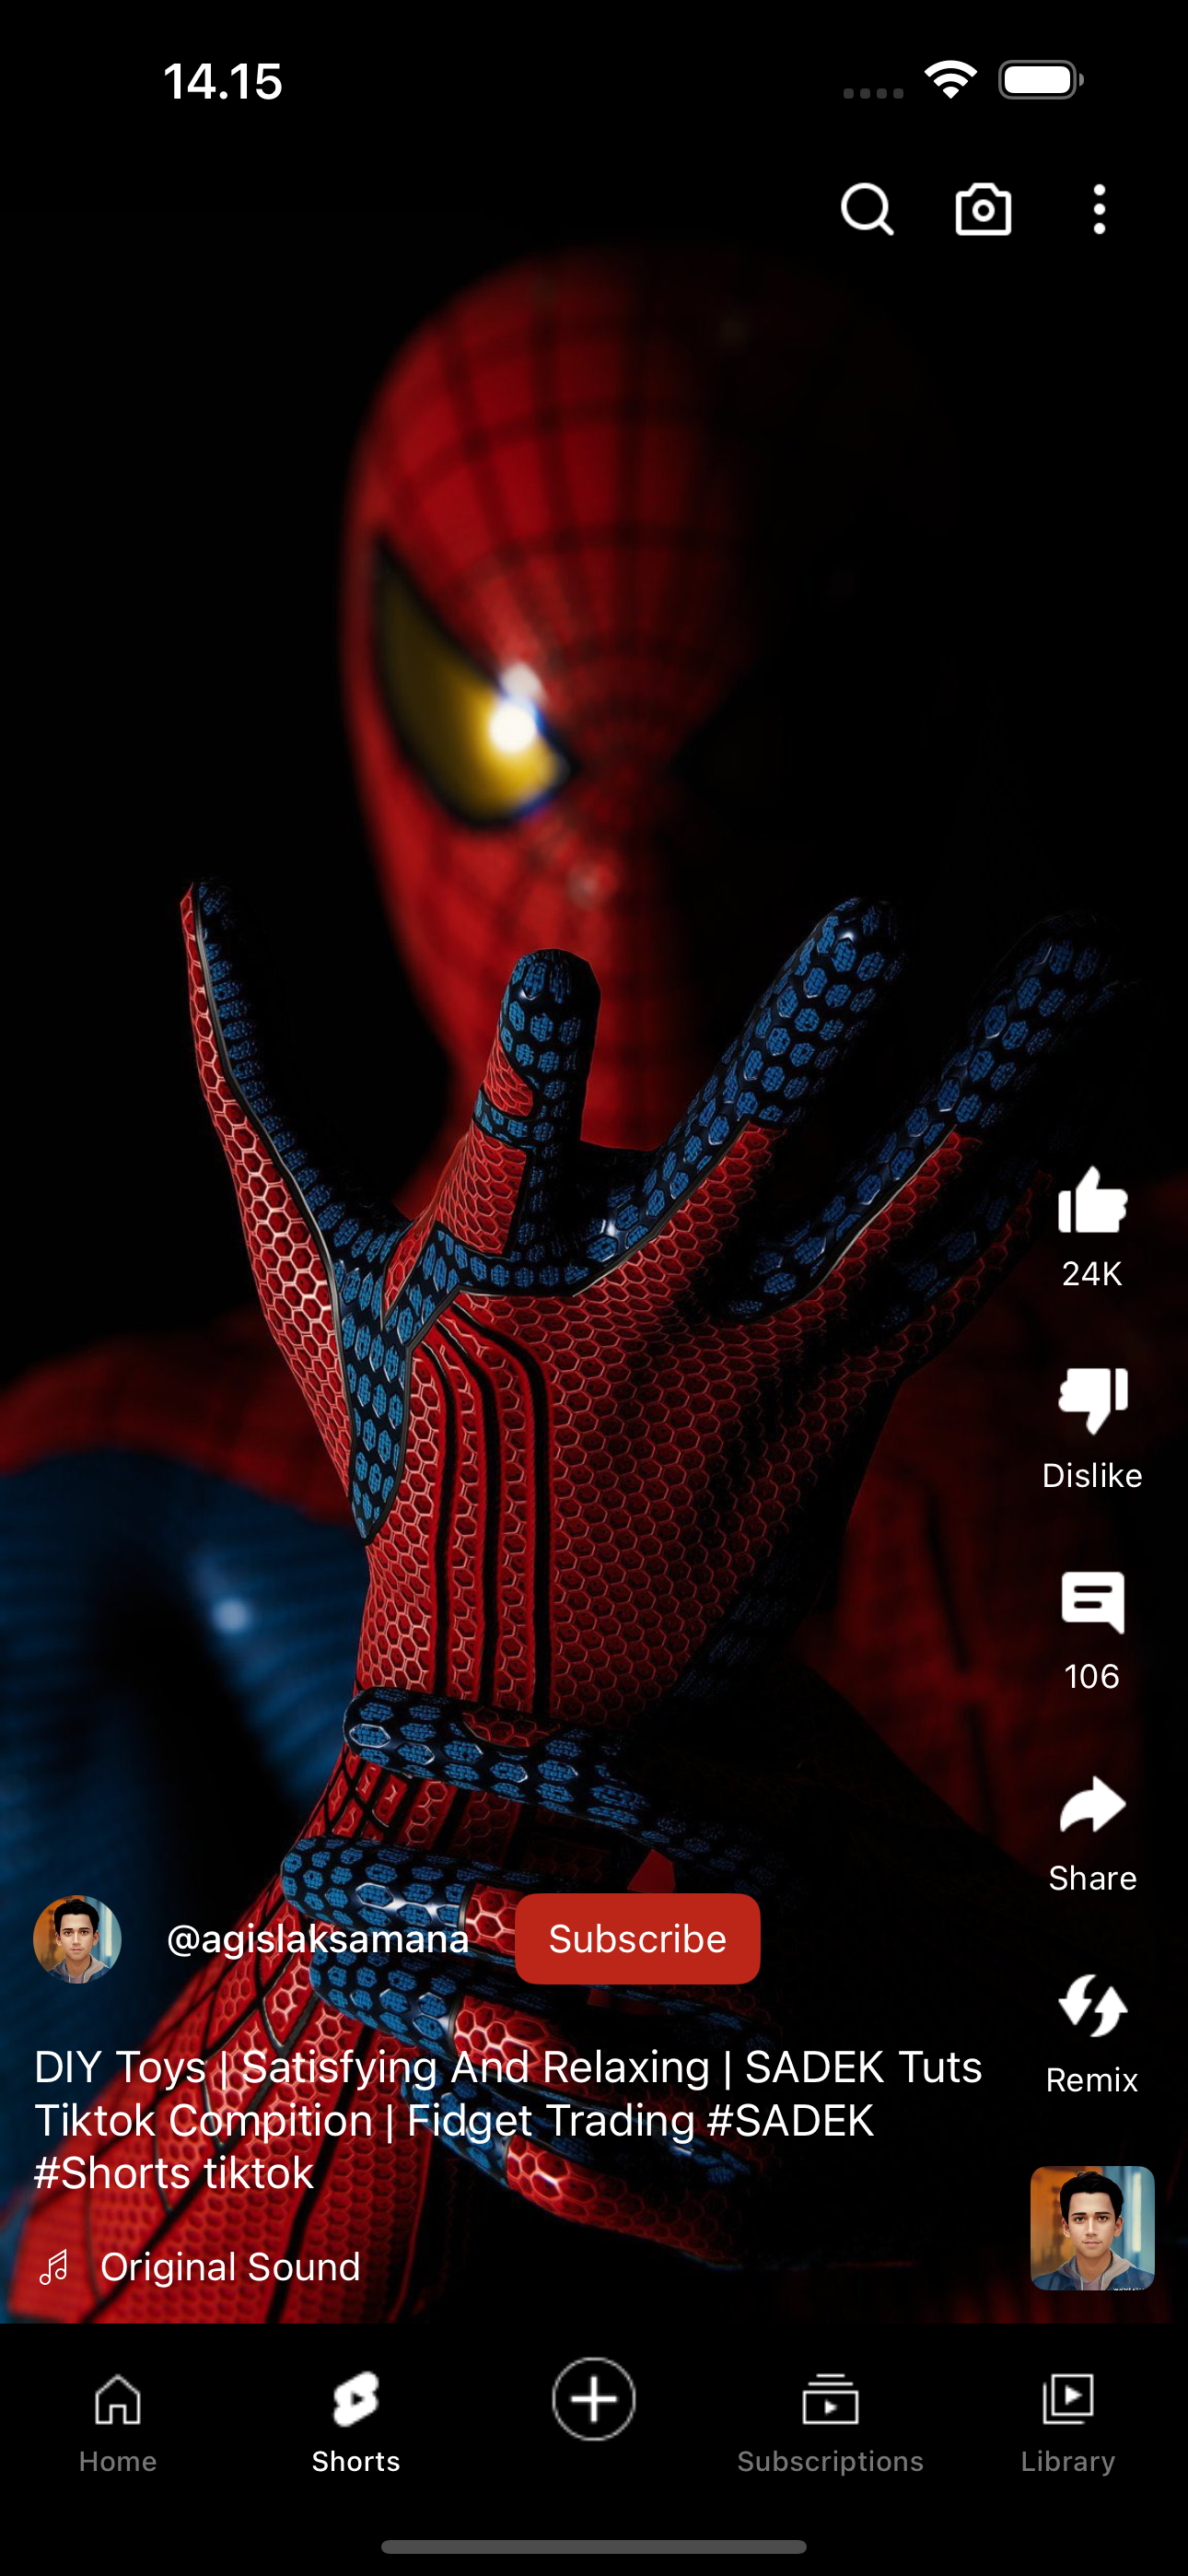 14.15
24K
Dislike
106
Share
@agislaksamana
Subscribe
Remix
DIY Toys | Satisfying And Relaxing | SADEK Tuts
Tiktok Compition | Fidget Trading #SADEK
#Shorts tiktok
Original Sound
Home
Shorts
Subscriptions
Library